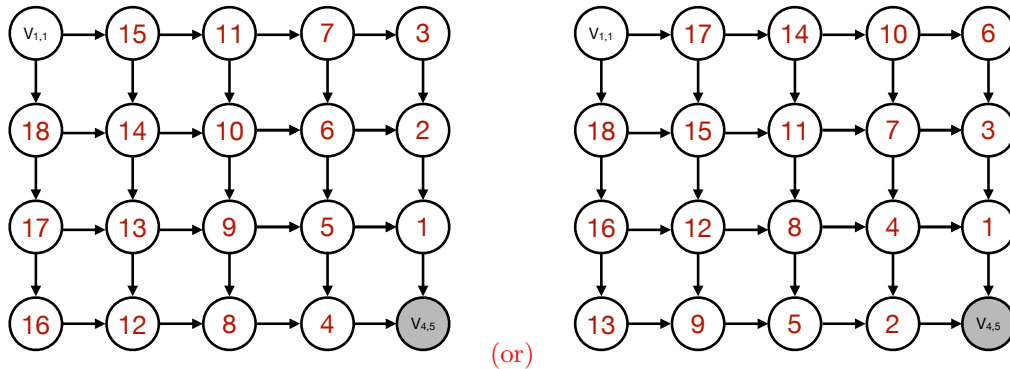 V1,1 15 11 7 3 V1,1 17 14 10 6
18 14 10 6 2 18 15 11 7 3
17 13 9 5 1 16 12 8 4 1
16 12 8 4 V4,5 13 9 5 2 V4,5
(or)